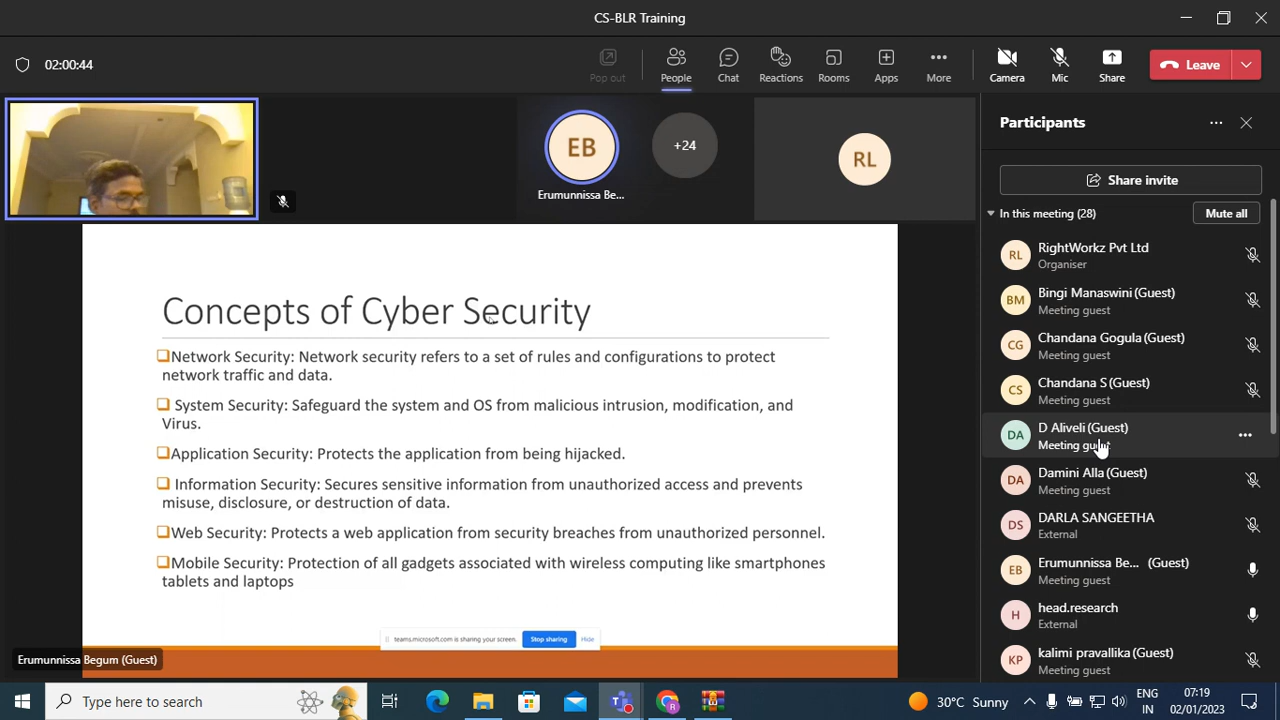 CS-BLR Training
02:00:44
Pop out
People
Chat
Reactions
Rooms
Apps
More
Camera
Mic
Share
Leave
EB
Erumunnissa Be...
+24
RL
Concepts of Cyber Security
Network Security: Network security refers to a set of rules and configurations to protect
network traffic and data.
System Security: Safeguard the system and OS from malicious intrusion, modification, and
Virus.
Application Security: Protects the application from being hijacked.
Information Security: Secures sensitive information from unauthorized access and prevents
misuse, disclosure, or destruction of data.
Web Security: Protects a web application from security breaches from unauthorized personnel.
Mobile Security: Protection of all gadgets associated with wireless computing like smartphones
tablets and laptops
teams.microsoft.com is sharing your screen.
Stop sharing
Hide
Erumunnissa Begum (Guest)
Participants
Share invite
In this meeting (28)
Mute all
RL
RightWorkz Pvt Ltd
Organiser
BM
Bingi Manaswini (Guest)
Meeting guest
CG
Chandana Gogula (Guest)
Meeting guest
CS
Chandana S (Guest)
Meeting guest
DA
D Aliveli (Guest)
Meeting guest
DA
Damini Alla (Guest)
Meeting guest
DS
DARLA SANGEETHA
External
EB
Erumunnissa Be... (Guest)
Meeting guest
H
head.research
External
KP
kalimi pravallika (Guest)
Meeting guest
Type here to search
30°C Sunny
ENG
IN
07:19
02/01/2023